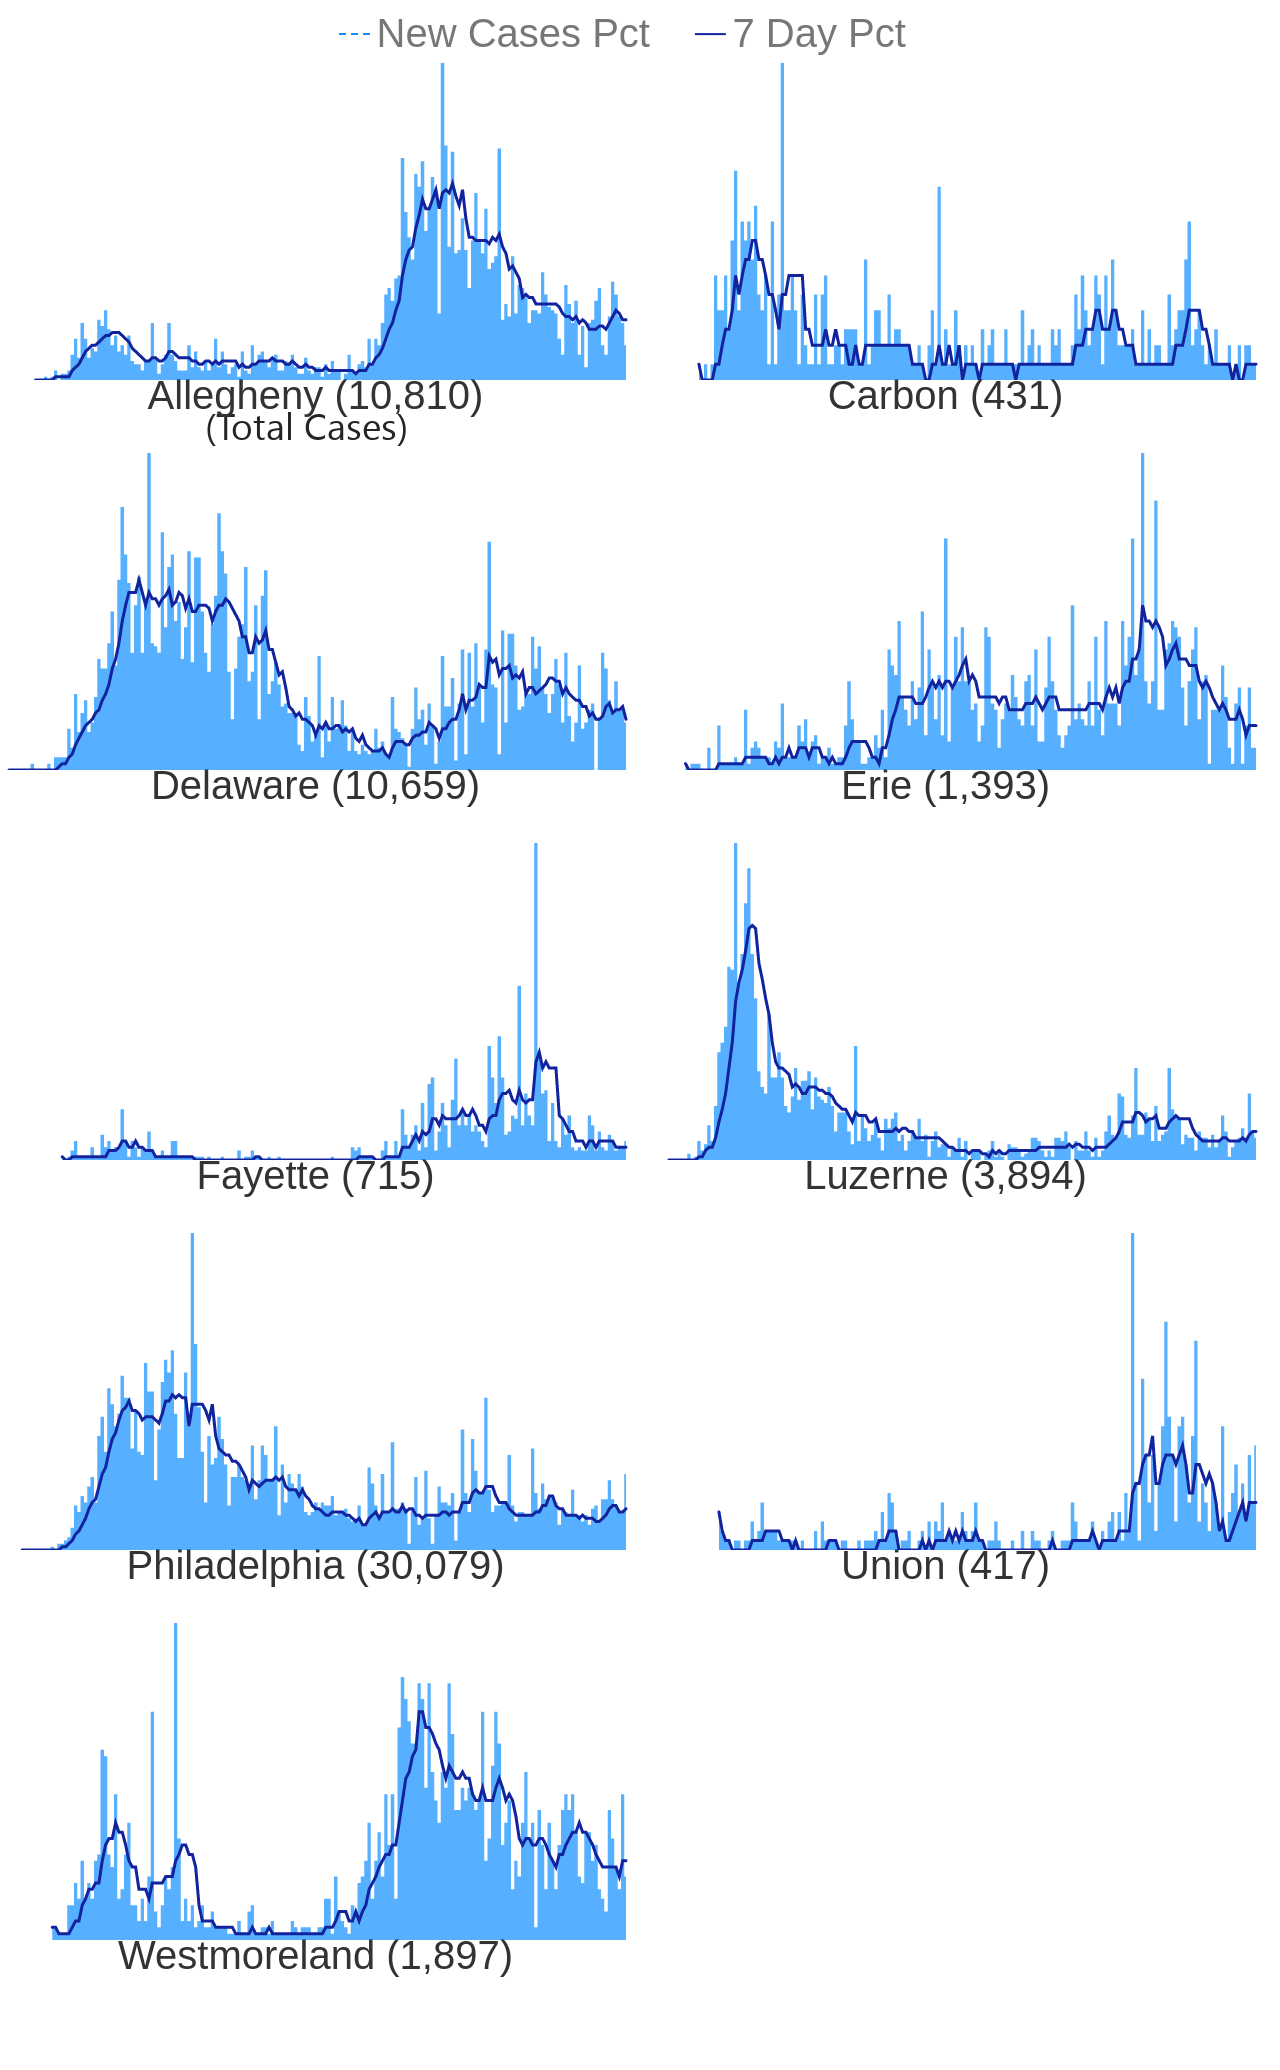 New Cases Pct 7 Day Pct
Allegheny (10,810) Carbon (431)
(Total Cases)
Delaware (10,659) Erie (1,393)
Fayette (715) Luzerne (3,894)
Philadelphia (30,079) Union (417)
Westmoreland (1,897)